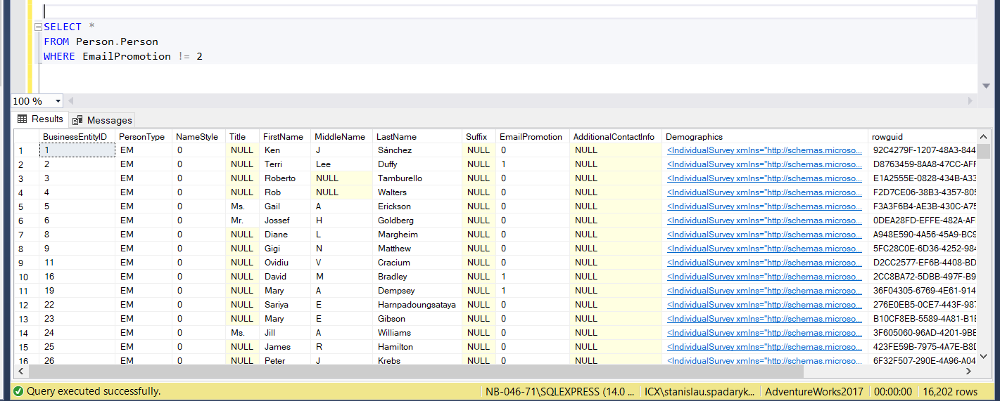 SELECT *
FROM Person.Person
WHERE EmailPromotion != 2
100 %
Results Messages
BusinessEntityID PersonType NameStyle Title FirstName MiddleName LastName Suffix EmailPromotion AdditionalContactInfo Demographics rowguid
1 1 EM 0 NULL Ken J Sánchez NULL 0 NULL <IndividualSurvey xmlns="http://schemas.microso... 92C4279F-1207-48A3-844
2 2 EM 0 NULL Terri Lee Duffy NULL 1 NULL <IndividualSurvey xmlns="http://schemas.microso... D8763459-8AA8-47CC-AFF
3 3 EM 0 NULL Roberto NULL Tamburello NULL 0 NULL <IndividualSurvey xmlns="http://schemas.microso... E1A2555E-0828-434B-A33
4 4 EM 0 NULL Rob NULL Walters NULL 0 NULL <IndividualSurvey xmlns="http://schemas.microso... F2D7CE06-38B3-4357-805
5 5 EM 0 Ms. Gail A Erickson NULL 0 NULL <IndividualSurvey xmlns="http://schemas.microso... F3A3F6B4-AE3B-430C-A75
6 6 EM 0 Mr. Jossef H Goldberg NULL 0 NULL <IndividualSurvey xmlns="http://schemas.microso... 0DEA28FD-EFFE-482A-AF
7 8 EM 0 NULL Diane L Margheim NULL 0 NULL <IndividualSurvey xmlns="http://schemas.microso... A948E590-4A56-45A9-BC9
8 9 EM 0 NULL Gigi N Matthew NULL 0 NULL <IndividualSurvey xmlns="http://schemas.microso... 5FC28C0E-6D36-4252-984
9 11 EM 0 NULL Ovidiu V Cracium NULL 0 NULL <IndividualSurvey xmlns="http://schemas.microso... D2CC2577-EF6B-4408-BD
10 16 EM 0 NULL David M Bradley NULL 1 NULL <IndividualSurvey xmlns="http://schemas.microso... 2CC8BA72-5DBB-497F-B9
11 19 EM 0 NULL Mary A Dempsey NULL 1 NULL <IndividualSurvey xmlns="http://schemas.microso... 36F04305-6769-4E61-914
12 22 EM 0 NULL Sariya E Harnpadoungsataya NULL 0 NULL <IndividualSurvey xmlns="http://schemas.microso... 276E0EB5-0CE7-443F-987
13 23 EM 0 NULL Mary E Gibson NULL 0 NULL <IndividualSurvey xmlns="http://schemas.microso... B10CF8EB-5589-4A81-B1E
14 24 EM 0 Ms. Jill A Williams NULL 0 NULL <IndividualSurvey xmlns="http://schemas.microso... 3F605060-96AD-4201-9BE
15 25 EM 0 NULL James R Hamilton NULL 0 NULL <IndividualSurvey xmlns="http://schemas.microso... 423FE59B-7975-4A7E-B8D
16 26 EM 0 NULL Peter J Krebs NULL 0 NULL <IndividualSurvey xmlns="http://schemas.microso... 6F32F507-290E-4A96-A04
Query executed successfully. NB-046-71\SQLEXPRESS (14.0 ... ICX\stanislau.spadaryk... AdventureWorks2017 00:00:00 16,202 rows